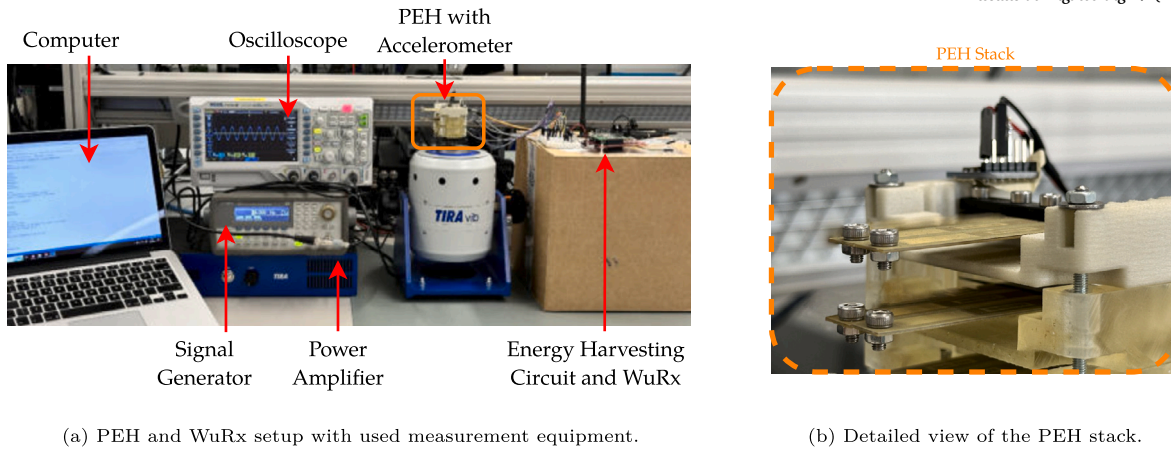 Computer
Oscilloscope
PEH with
Accelerometer
PEH Stack
TIRA vib
TIRA
Signal
Generator
Power
Amplifier
Energy Harvesting
Circuit and WuRx
(a) PEH and WuRx setup with used measurement equipment.
(b) Detailed view of the PEH stack.